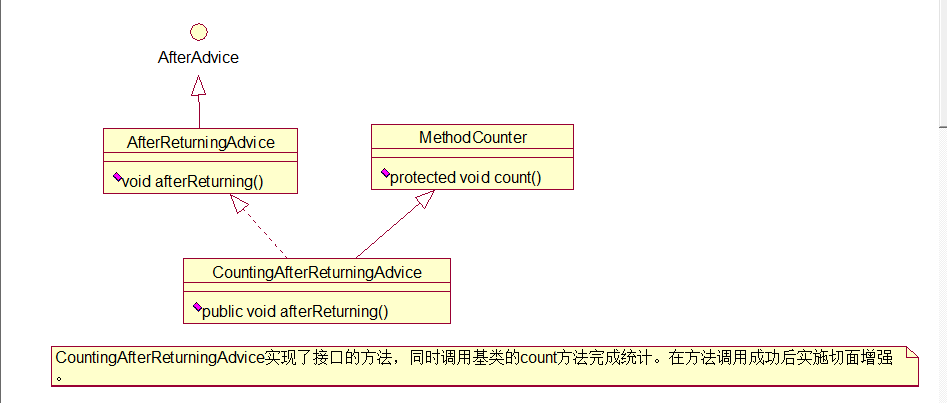 AfterAdvice
AfterReturningAdvice
void afterReturning()
MethodCounter
protected void count()
CountingAfterReturningAdvice
public void afterReturning()
CountingAfterReturningAdvice实现了接口的方法，同时调用基类的count方法完成统计。在方法调用成功后实施切面增强
。